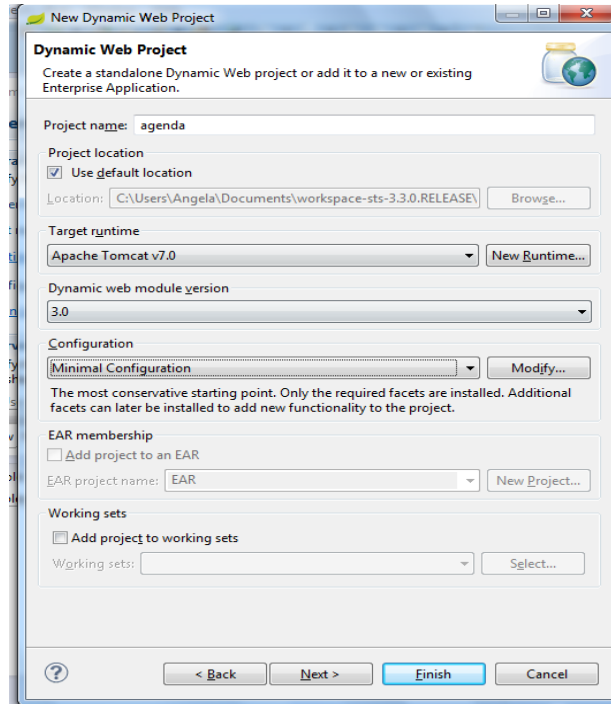 New Dynamic Web Project
Dynamic Web Project
Create a standalone Dynamic Web project or add it to a new or existing
Enterprise Application.
Project name: agenda
Project location
Use default location
Location: C:\Users\Angela\Documents\workspace-sts-3.3.0.RELEASE\ Browse...
Target runtime
Apache Tomcat v7.0 New Runtime...
Dynamic web module version
3.0
Configuration
Minimal Configuration Modify...
The most conservative starting point. Only the required facets are installed. Additional
facets can later be installed to add new functionality to the project.
EAR membership
Add project to an EAR
EAR project name: EAR New Project...
Working sets
Add project to working sets
Working sets: Select...
? < Back Next > Finish Cancel